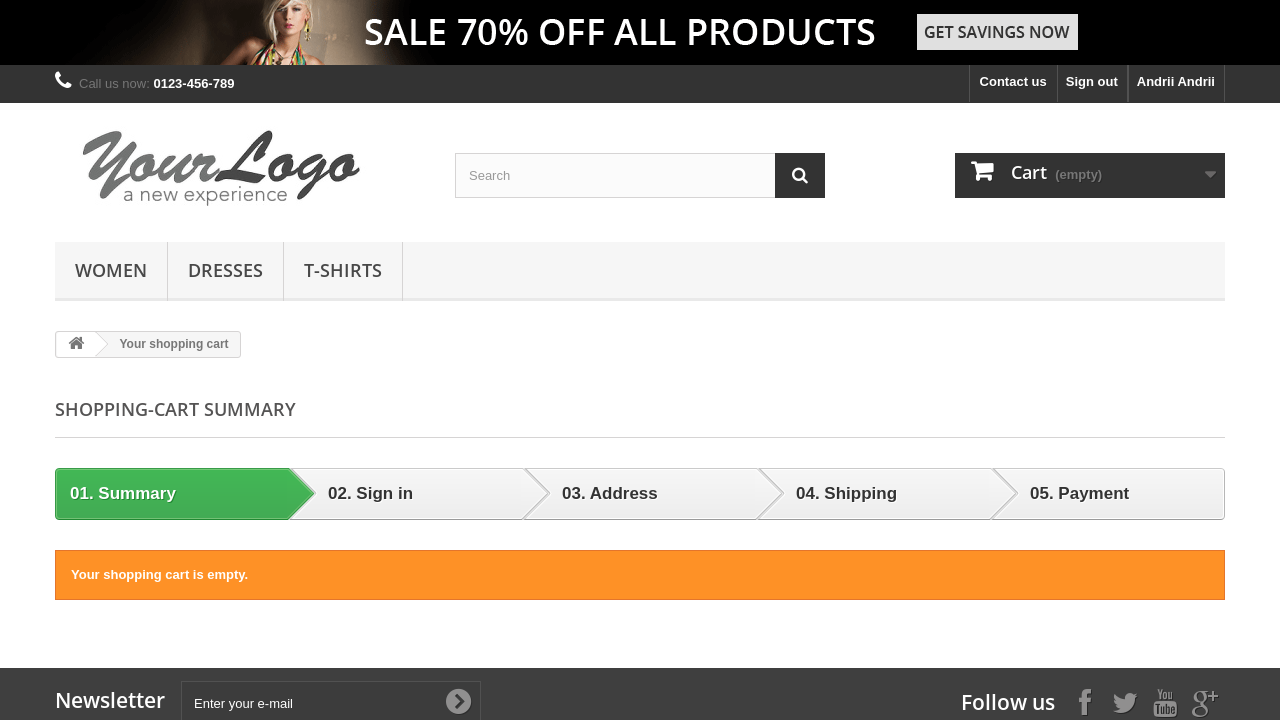 SALE 70% OFF ALL PRODUCTS
GET SAVINGS NOW
Call us now: 0123-456-789
Contact us
Sign out
Andrii Andrii
YourLogo
a new experience
Search
Cart (empty)
WOMEN
DRESSES
T-SHIRTS
Your shopping cart
SHOPPING-CART SUMMARY
01. Summary
02. Sign in
03. Address
04. Shipping
05. Payment
Your shopping cart is empty.
Newsletter
Enter your e-mail
Follow us
You
Tube